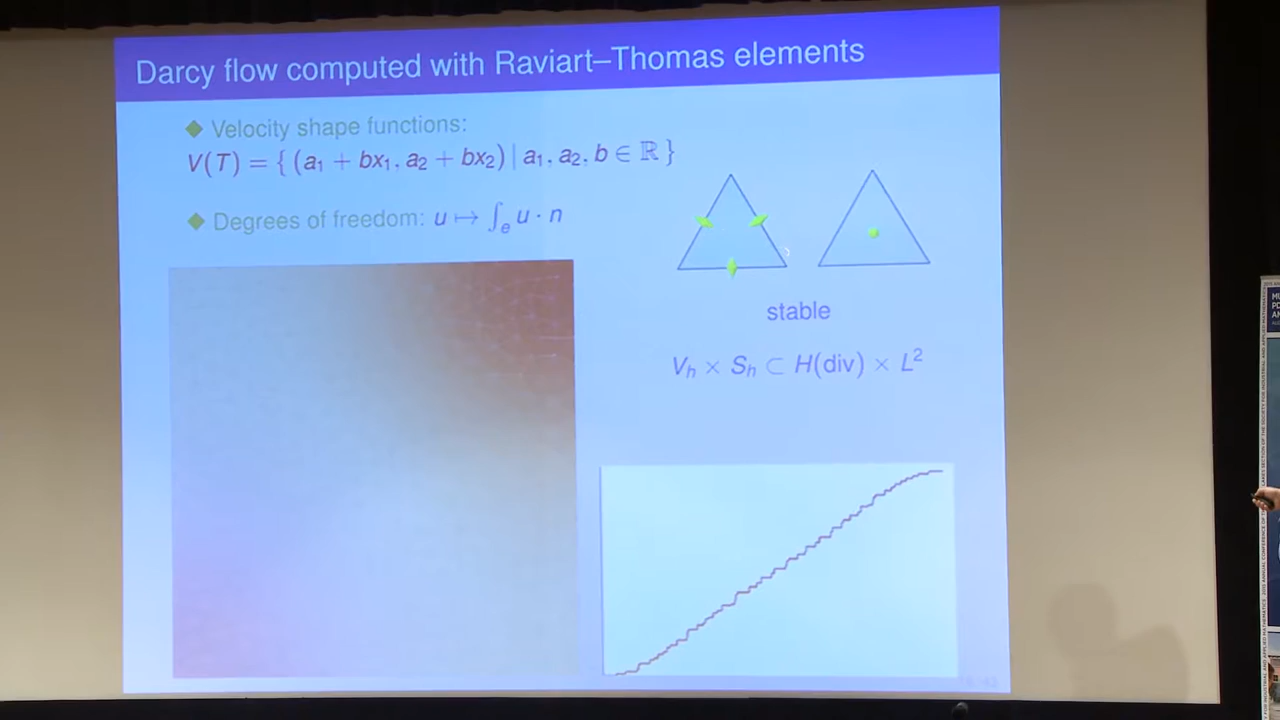 Darcy flow computed with Raviart–Thomas elements
Velocity shape functions:
V(T) = { (a₁ + bx₁, a₂ + bx₂) | a₁, a₂, b ∈ ℝ }
Degrees of freedom: u ↦ ∫ₑ u · n
stable
Vₕ × Sₕ ⊂ H(div) × L²